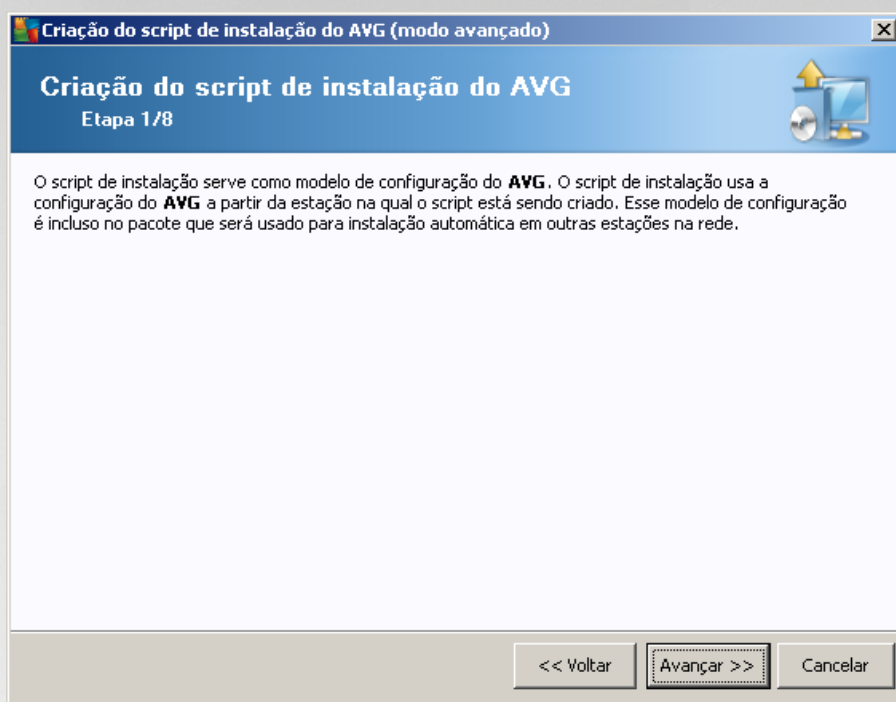 Criação do script de instalação do AVG (modo avançado)
Criação do script de instalação do AVG
Etapa 1/8
O script de instalação serve como modelo de configuração do AVG. O script de instalação usa a
configuração do AVG a partir da estação na qual o script está sendo criado. Esse modelo de configuração
é incluso no pacote que será usado para instalação automática em outras estações na rede.
<< Voltar
Avançar >>
Cancelar